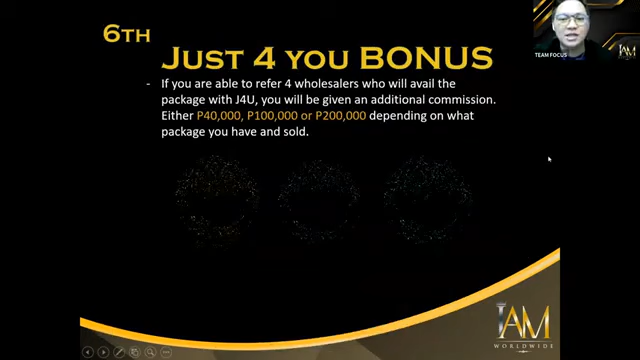 6TH
JUST 4 YOU BONUS
- If you are able to refer 4 wholesalers who will avail the
package with J4U, you will be given an additional commission.
Either P40,000, P100,000 or P200,000 depending on what
package you have and sold.
TEAM FOCUS
IAM
WORLDWIDE